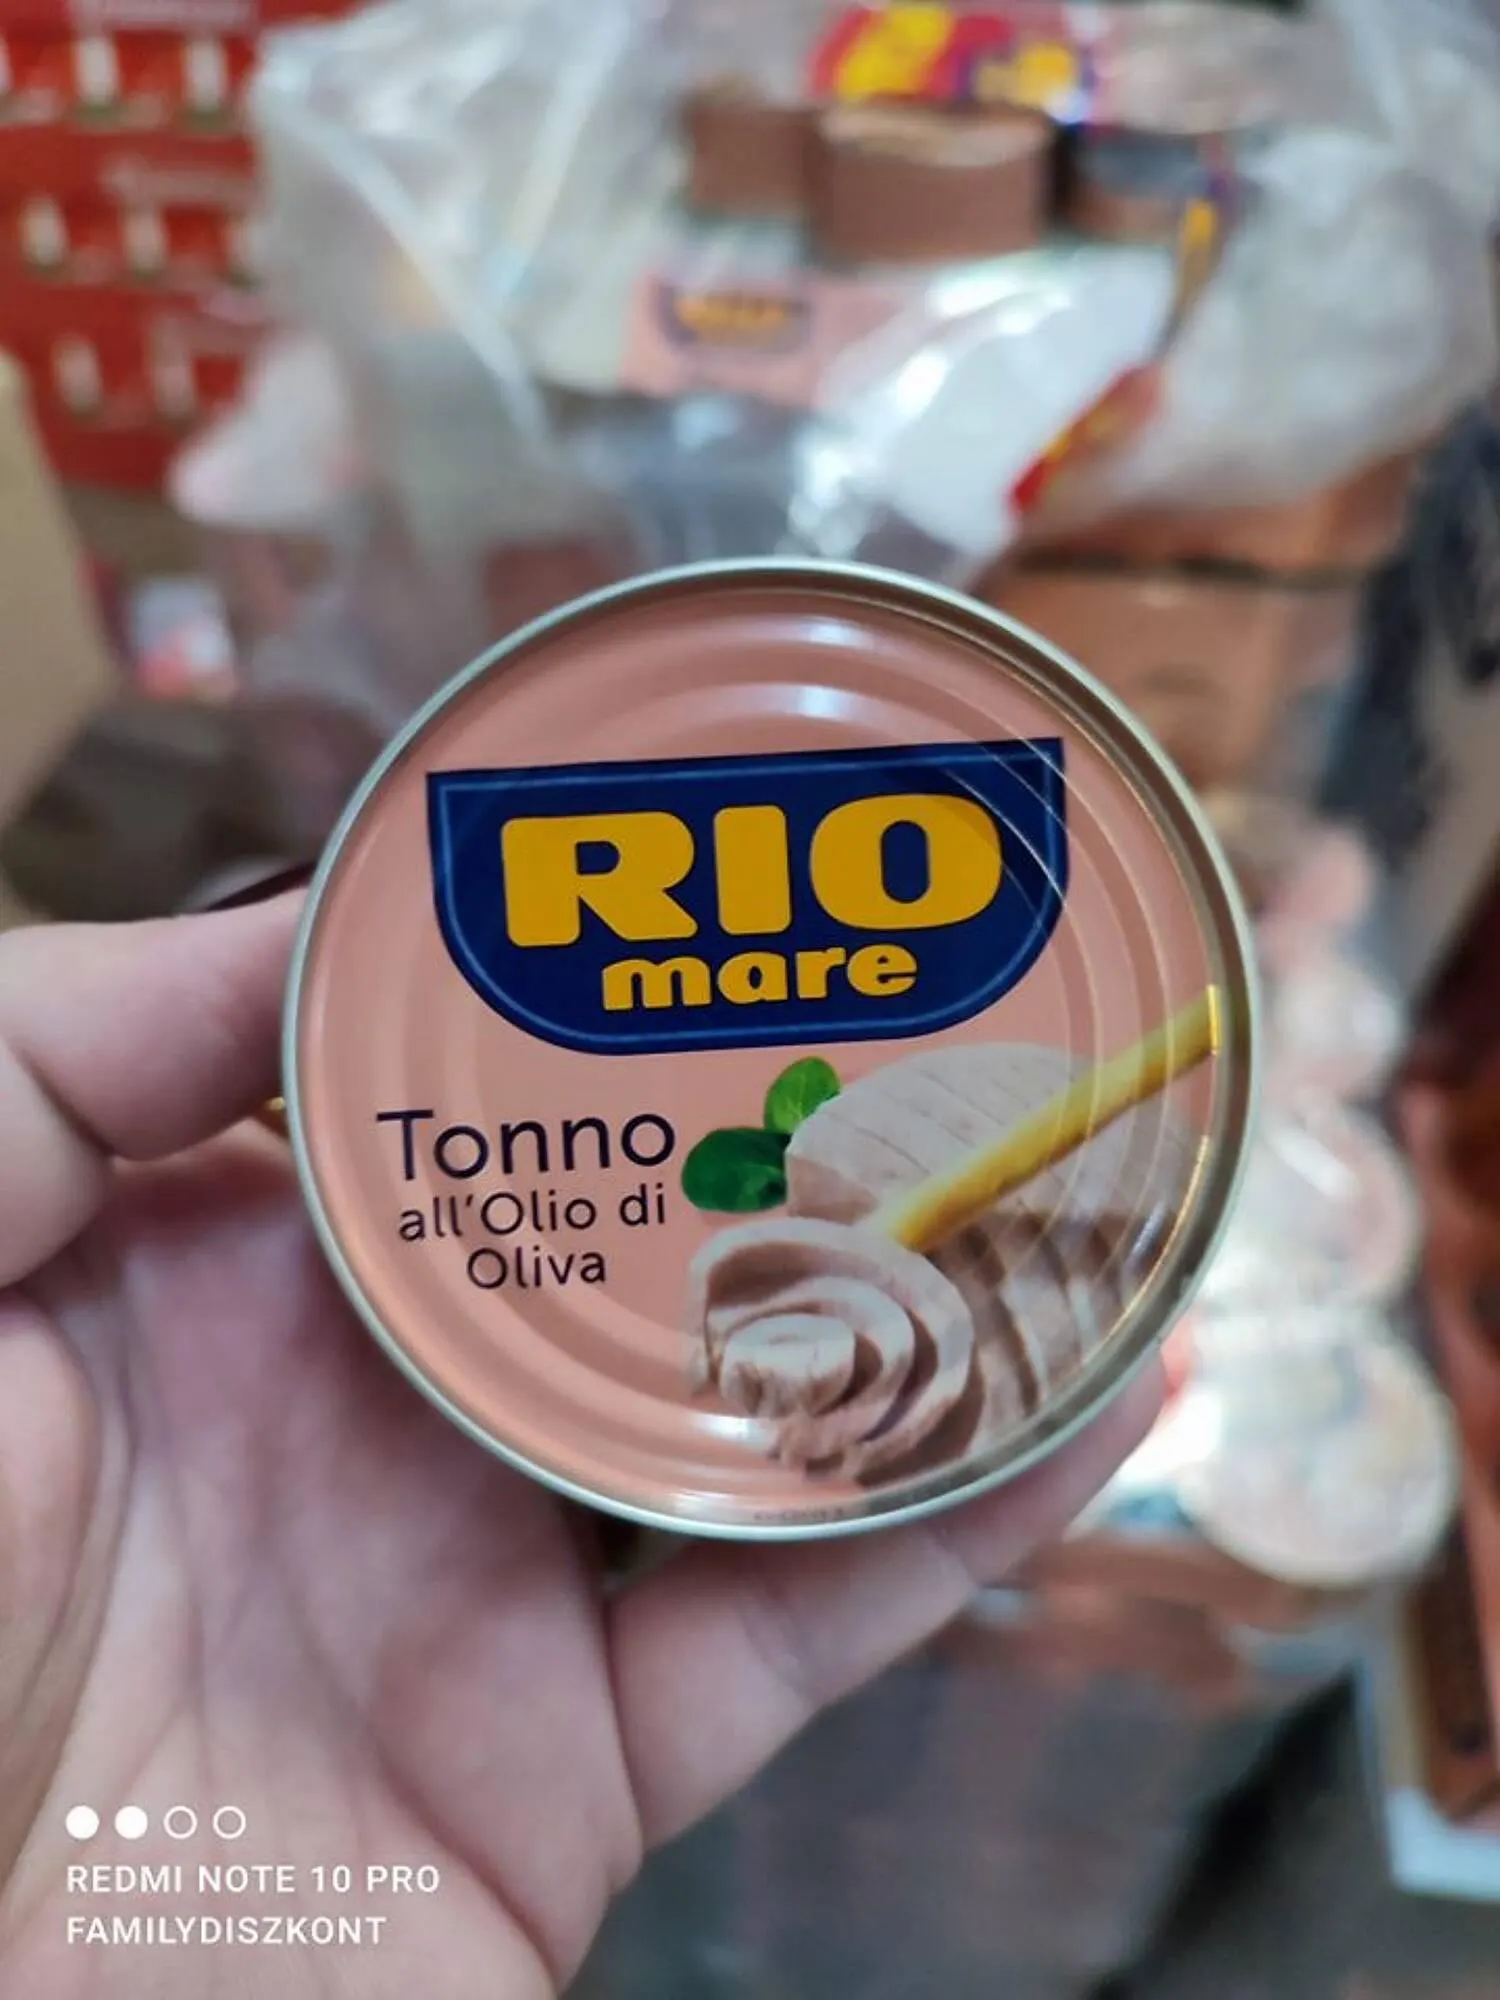 RIO
mare
Tonno
all'Olio di
Oliva
REDMI NOTE 10 PRO
FAMILYDISZKONT